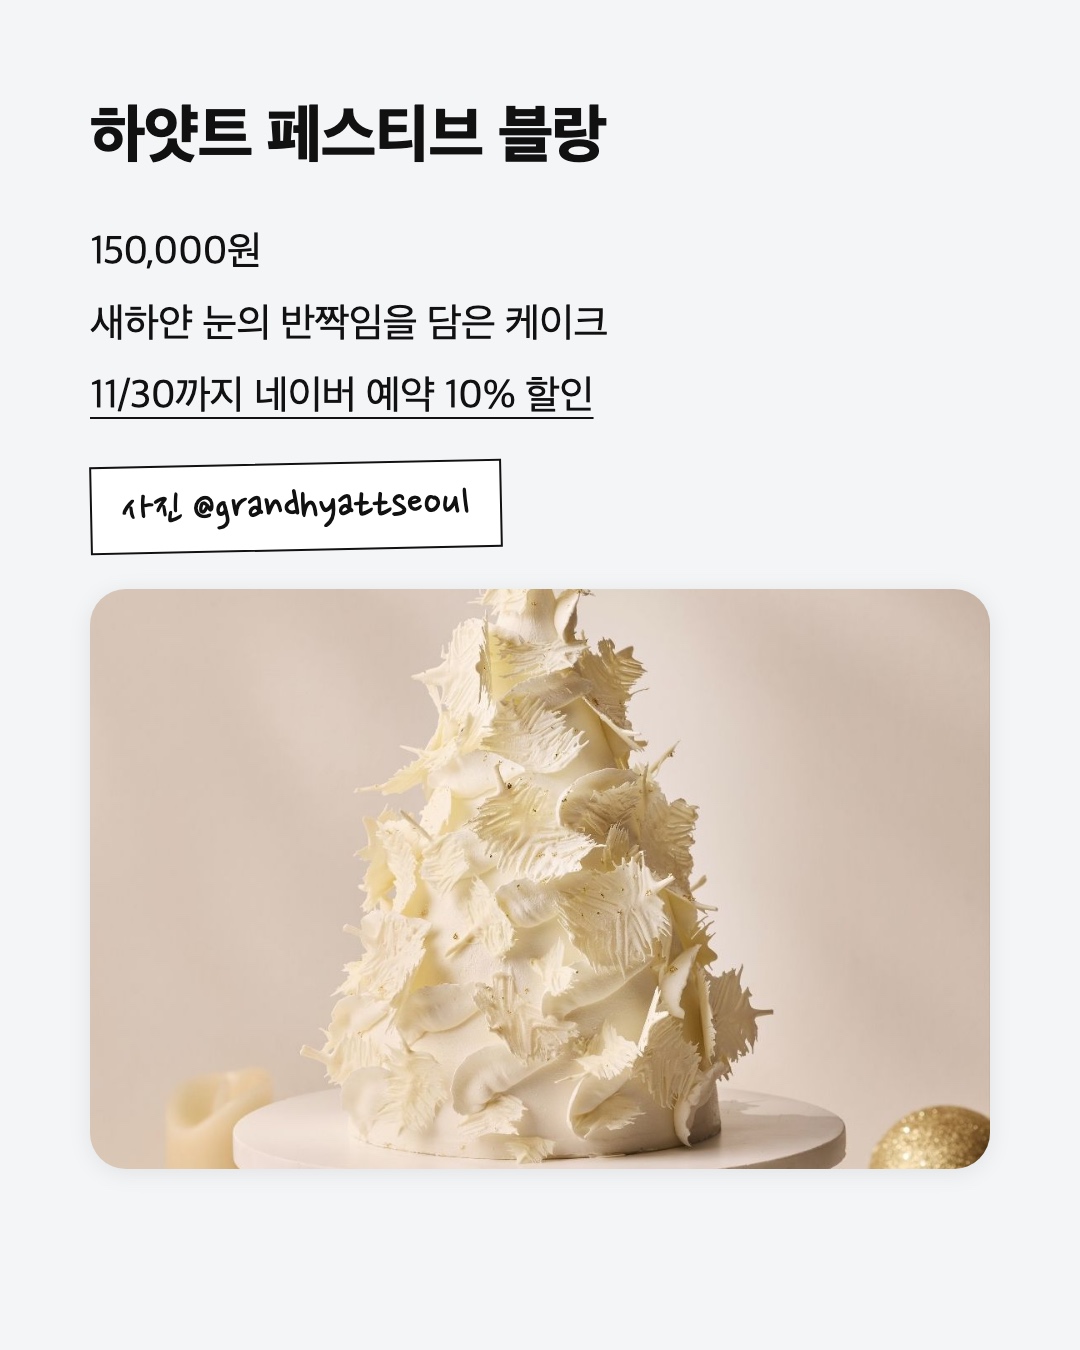 하얏트 페스티브 블랑
150,000원
새하얀 눈의 반짝임을 담은 케이크
11/30까지 네이버 예약 10% 할인
사진 @grandhyattseoul